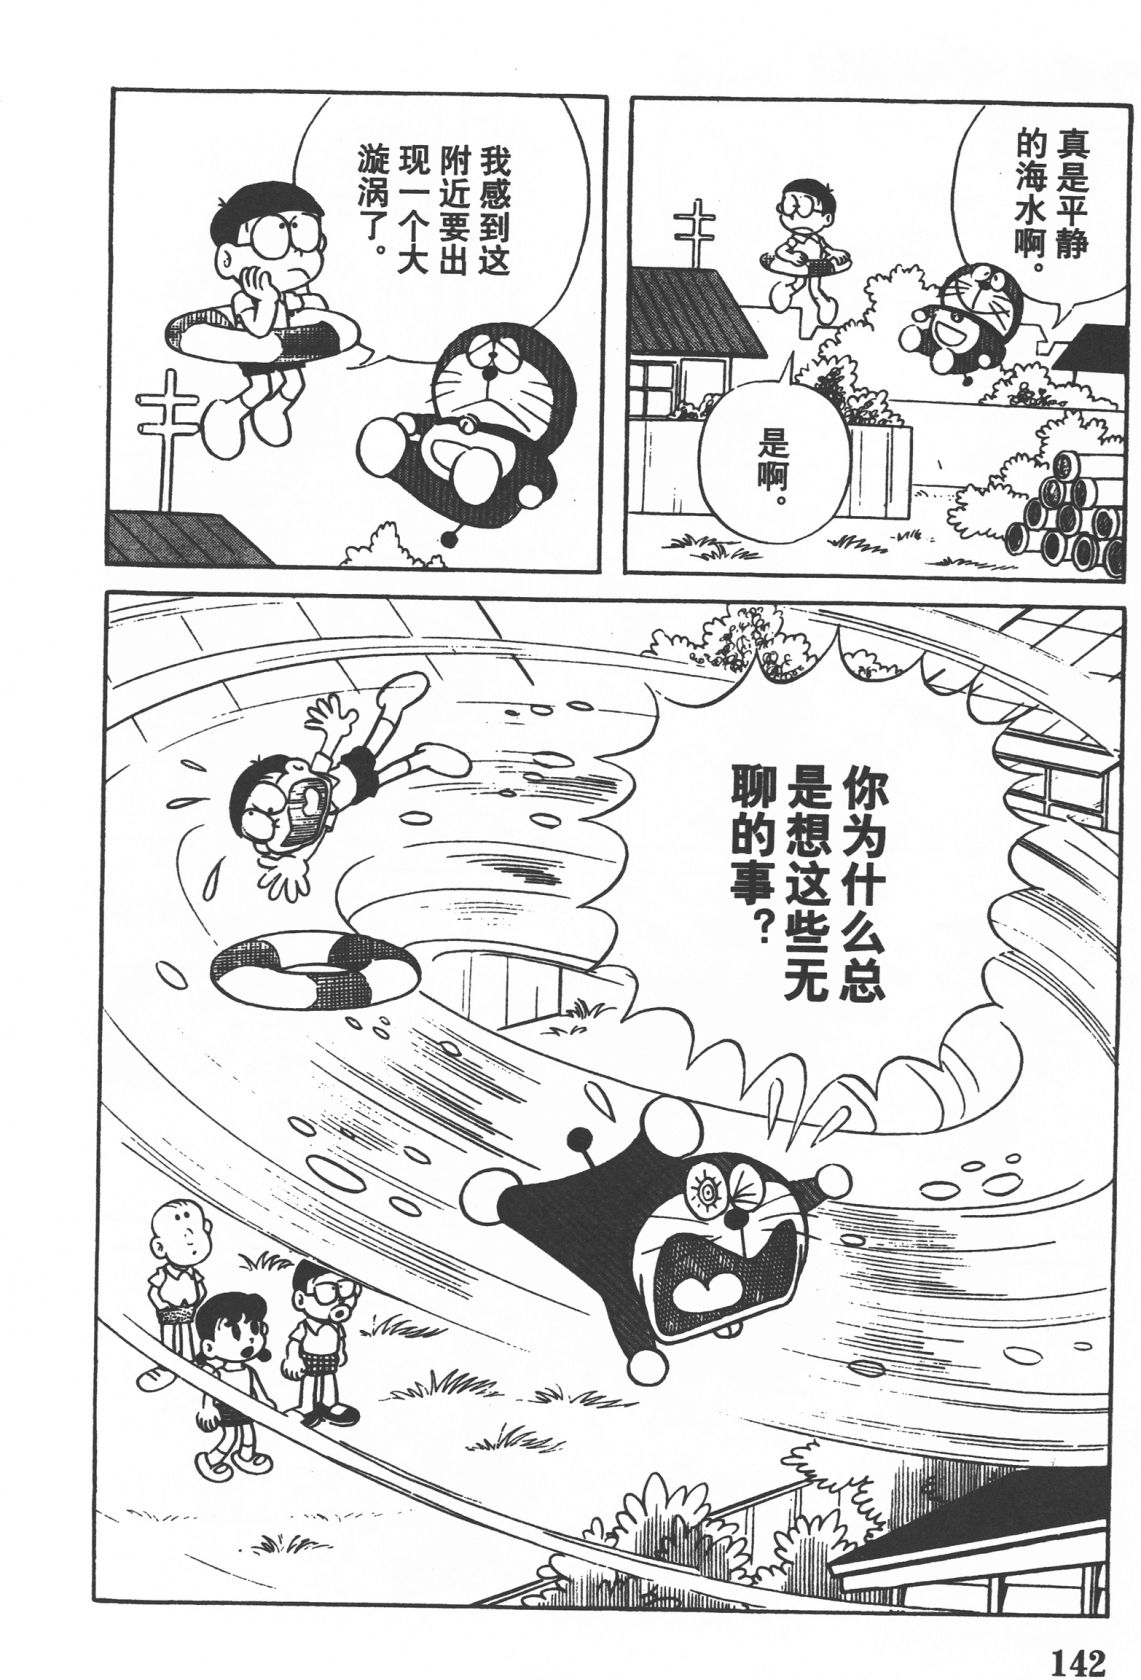 真是平静
的海水啊。
是啊。
我感到这
附近要出
现一个大
漩涡了。
你为什么总
是想这些无
聊的事？
142